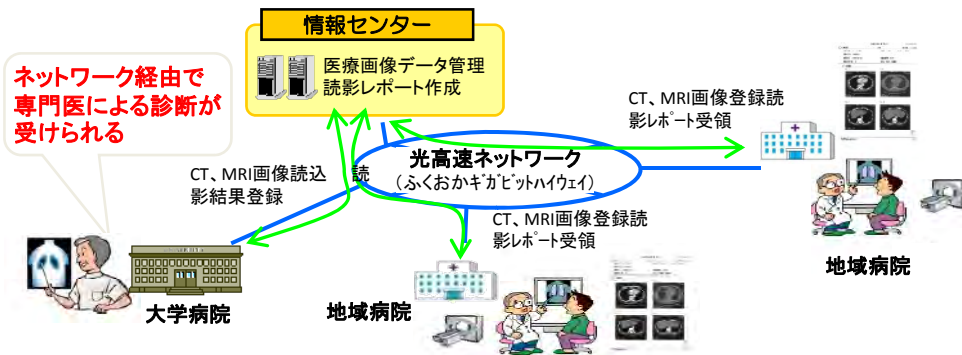 情報センター
医療画像データ管理
読影レポート作成
ネットワーク経由で
専門医による診断が
受けられる
CT、MRI画像登録読
影レポート受領
光高速ネットワーク
(ふくおかギガビットハイウェイ)
CT、MRI画像読込 読
影結果登録
CT、MRI画像登録読
影レポート受領
大学病院
地域病院
地域病院